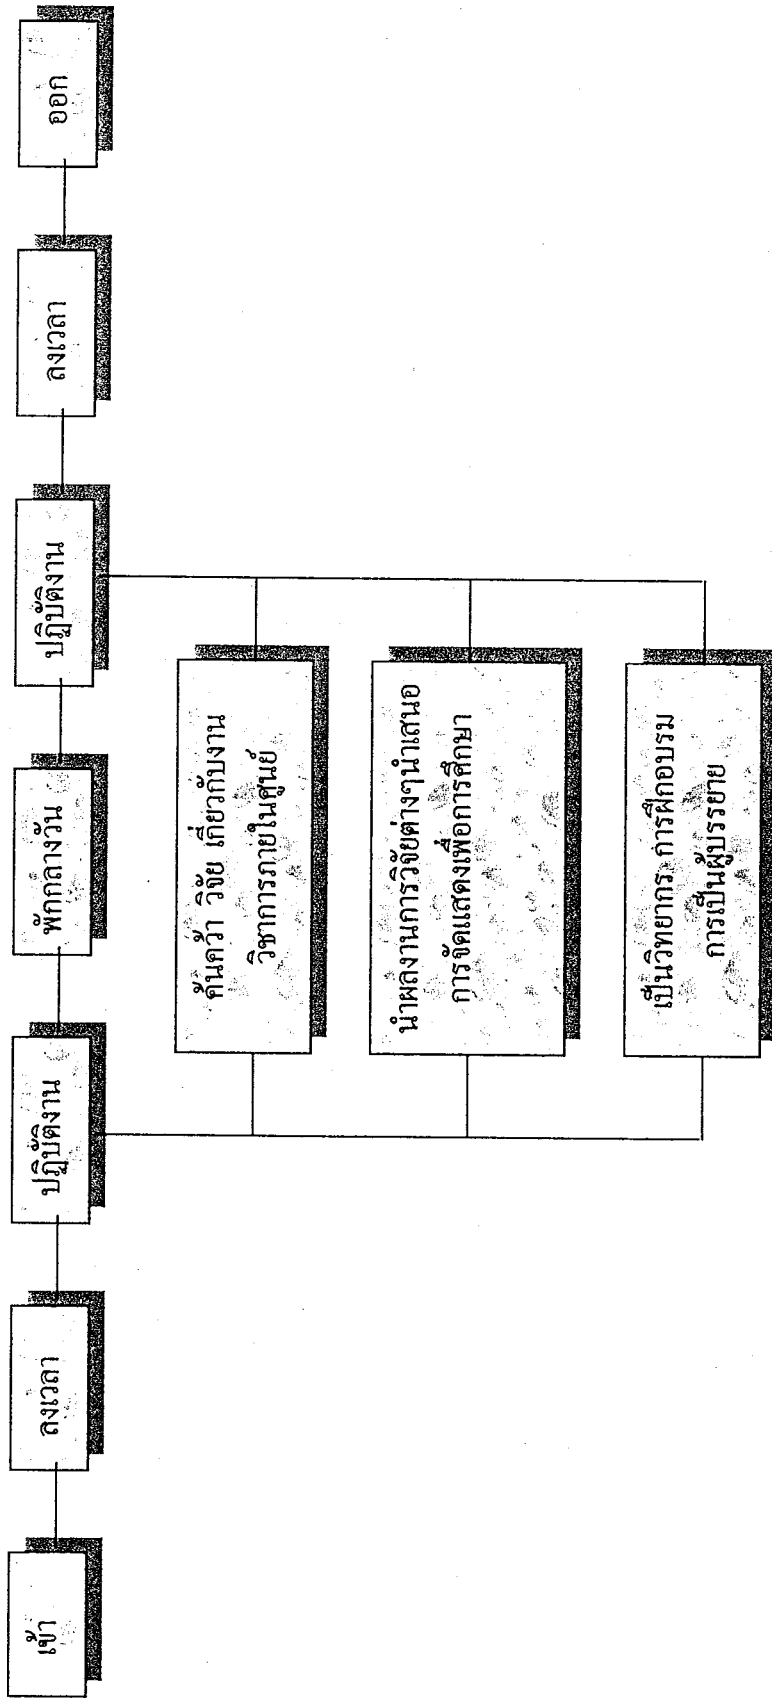 เข้า
ลงเวลา
ปฏิบัติงาน
พักกลางวัน
ปฏิบัติงาน
ลงเวลา
ออก
ค้นคว้า วิจัย เกี่ยวกับงาน
วิชาการภายในศูนย์
นำผลงานการวิจัยต่างๆนำเสนอ
การจัดแสดงเพื่อการศึกษา
เป็นวิทยากร การฝึกอบรม
การเป็นผู้บรรยาย